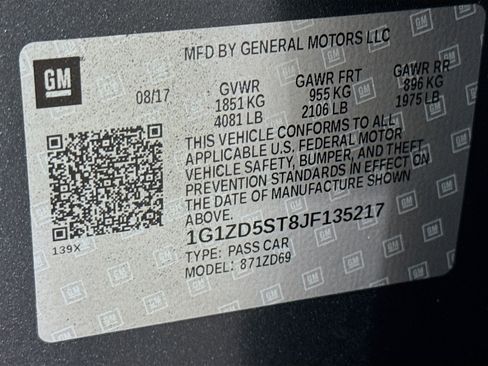 MFD BY GENERAL MOTORS LLC
GM
08/17
GVWR
1851 KG
4081 LB
GAWR FRT
955 KG
2106 LB
GAWR RR
896 KG
1975 LB
THIS VEHICLE CONFORMS TO ALL
APPLICABLE U.S. FEDERAL MOTOR
VEHICLE SAFETY, BUMPER, AND THEFT
PREVENTION STANDARDS IN EFFECT ON
THE DATE OF MANUFACTURE SHOWN
ABOVE.
139X
1G1ZD5ST8JF135217
TYPE: PASS CAR
MODEL: 871ZD69